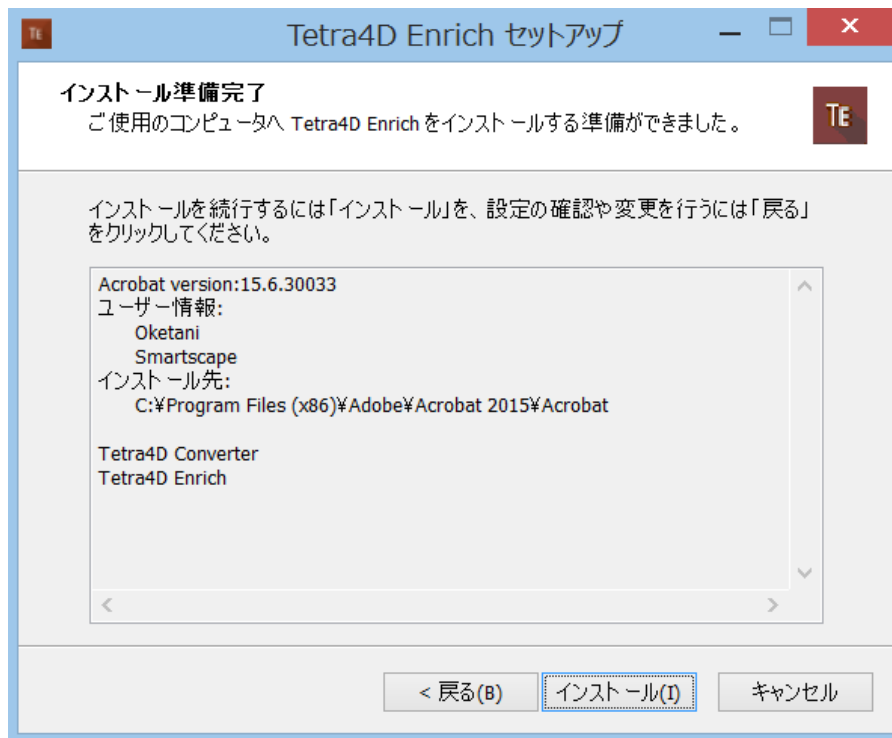 TE
Tetra4D Enrich セットアップ
インストール準備完了
ご使用のコンピュータへ Tetra4D Enrich をインストールする準備ができました。
TE
インストールを続行するには「インストール」を、設定の確認や変更を行うには「戻る」
をクリックしてください。
Acrobat version:15.6.30033
ユーザー情報:
Oketani
Smartscape
インストール先:
C:¥Program Files (x86)¥Adobe¥Acrobat 2015¥Acrobat
Tetra4D Converter
Tetra4D Enrich
< 戻る(B)
インストール(I)
キャンセル